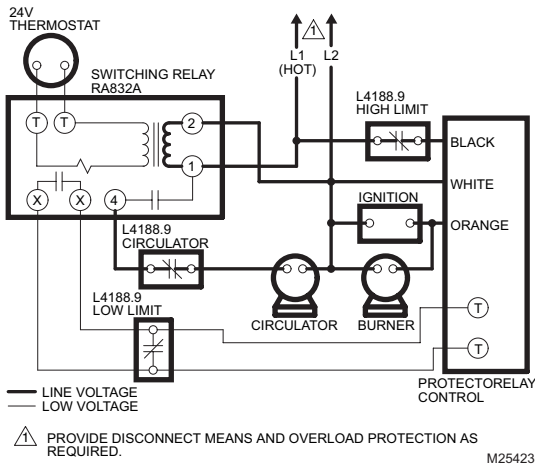 24V
THERMOSTAT
SWITCHING RELAY
RA832A
T T
2
1
X X 4
1
L1
(HOT)
L2
L4188.9
HIGH LIMIT
BLACK
WHITE
IGNITION
ORANGE
L4188.9
CIRCULATOR
L4188.9
LOW LIMIT
CIRCULATOR
BURNER
T
T
PROTECTORELAY
CONTROL
LINE VOLTAGE
LOW VOLTAGE
1 PROVIDE DISCONNECT MEANS AND OVERLOAD PROTECTION AS
REQUIRED.
M25423